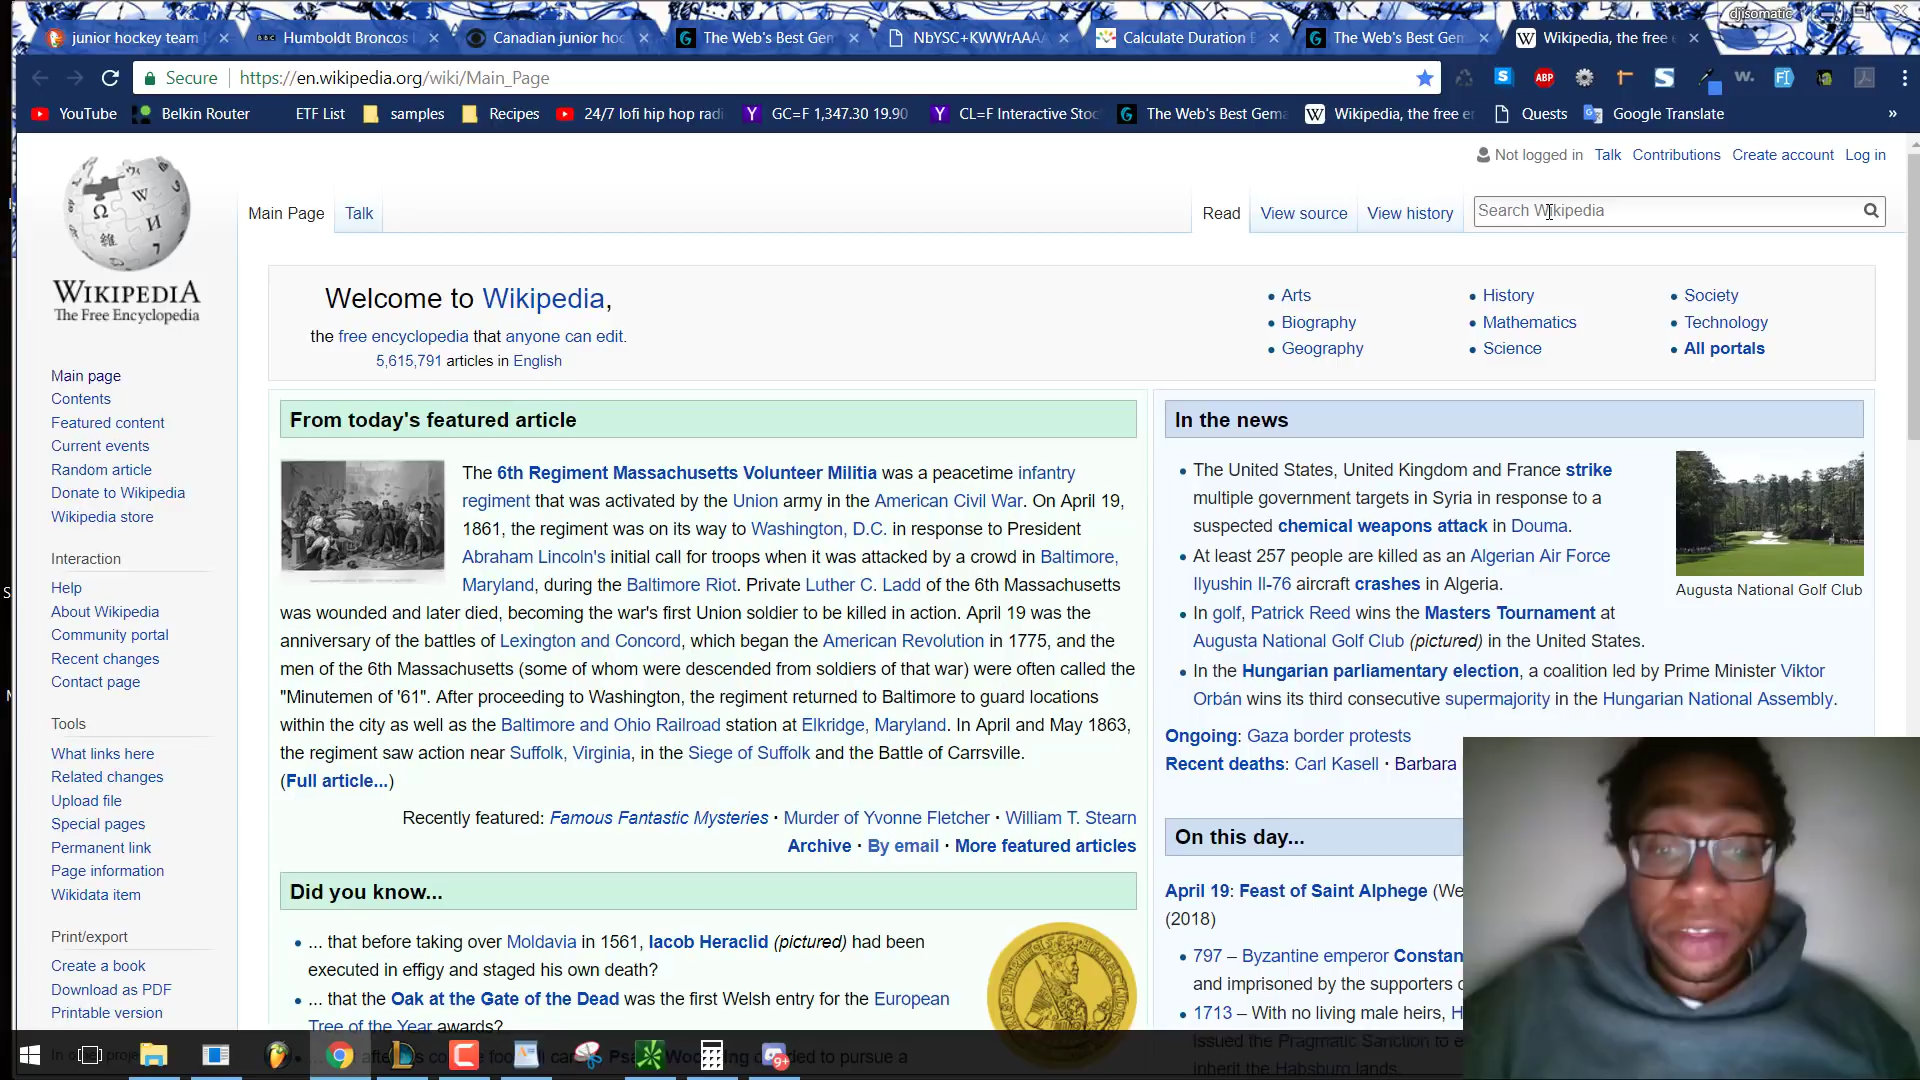 djisomatic
junior hockey team
Humboldt Broncos
Canadian junior hoc
The Web's Best Gem
NbYSC+KWWrAAAA
Calculate Duration
The Web's Best Gem
Wikipedia, the free e
Secure
https://en.wikipedia.org/wiki/Main_Page
YouTube
Belkin Router
ETF List
samples
Recipes
24/7 lofi hip hop radi
GC=F 1,347.30 19.90
CL=F Interactive Stoc
The Web's Best Gema
Wikipedia, the free en
Quests
Google Translate
»
Not logged in Talk Contributions Create account Log in
Main Page Talk
Read View source View history
Search Wikipedia
WIKIPEDIA
The Free Encyclopedia
Main page
Contents
Featured content
Current events
Random article
Donate to Wikipedia
Wikipedia store
Interaction
Help
About Wikipedia
Community portal
Recent changes
Contact page
Tools
What links here
Related changes
Upload file
Special pages
Permanent link
Page information
Wikidata item
Print/export
Create a book
Download as PDF
Printable version
Welcome to Wikipedia,
the free encyclopedia that anyone can edit.
5,615,791 articles in English
Arts
Biography
Geography
History
Mathematics
Science
Society
Technology
All portals
From today's featured article
The 6th Regiment Massachusetts Volunteer Militia was a peacetime infantry
regiment that was activated by the Union army in the American Civil War. On April 19,
1861, the regiment was on its way to Washington, D.C. in response to President
Abraham Lincoln's initial call for troops when it was attacked by a crowd in Baltimore,
Maryland, during the Baltimore Riot. Private Luther C. Ladd of the 6th Massachusetts
was wounded and later died, becoming the war's first Union soldier to be killed in action. April 19 was the
anniversary of the battles of Lexington and Concord, which began the American Revolution in 1775, and the
men of the 6th Massachusetts (some of whom were descended from soldiers of that war) were often called the
"Minutemen of '61". After proceeding to Washington, the regiment returned to Baltimore to guard locations
within the city as well as the Baltimore and Ohio Railroad station at Elkridge, Maryland. In April and May 1863,
the regiment saw action near Suffolk, Virginia, in the Siege of Suffolk and the Battle of Carrsville.
(Full article...)
Recently featured: Famous Fantastic Mysteries · Murder of Yvonne Fletcher · William T. Stearn
Archive · By email · More featured articles
Did you know...
... that before taking over Moldavia in 1561, Iacob Heraclid (pictured) had been
executed in effigy and staged his own death?
... that the Oak at the Gate of the Dead was the first Welsh entry for the European
Tree of the Year awards?
In the news
The United States, United Kingdom and France strike
multiple government targets in Syria in response to a
suspected chemical weapons attack in Douma.
At least 257 people are killed as an Algerian Air Force
Ilyushin Il-76 aircraft crashes in Algeria.
In golf, Patrick Reed wins the Masters Tournament at
Augusta National Golf Club (pictured) in the United States.
Augusta National Golf Club
In the Hungarian parliamentary election, a coalition led by Prime Minister Viktor
Orbán wins its third consecutive supermajority in the Hungarian National Assembly.
Ongoing: Gaza border protests
Recent deaths: Carl Kasell · Barbara
On this day...
April 19: Feast of Saint Alphege (We
(2018)
797 – Byzantine emperor Constan
and imprisoned by the supporters
1713 – With no living male heirs, H
issued the Pragmatic Sanction to
inherit the Habsburg lands.